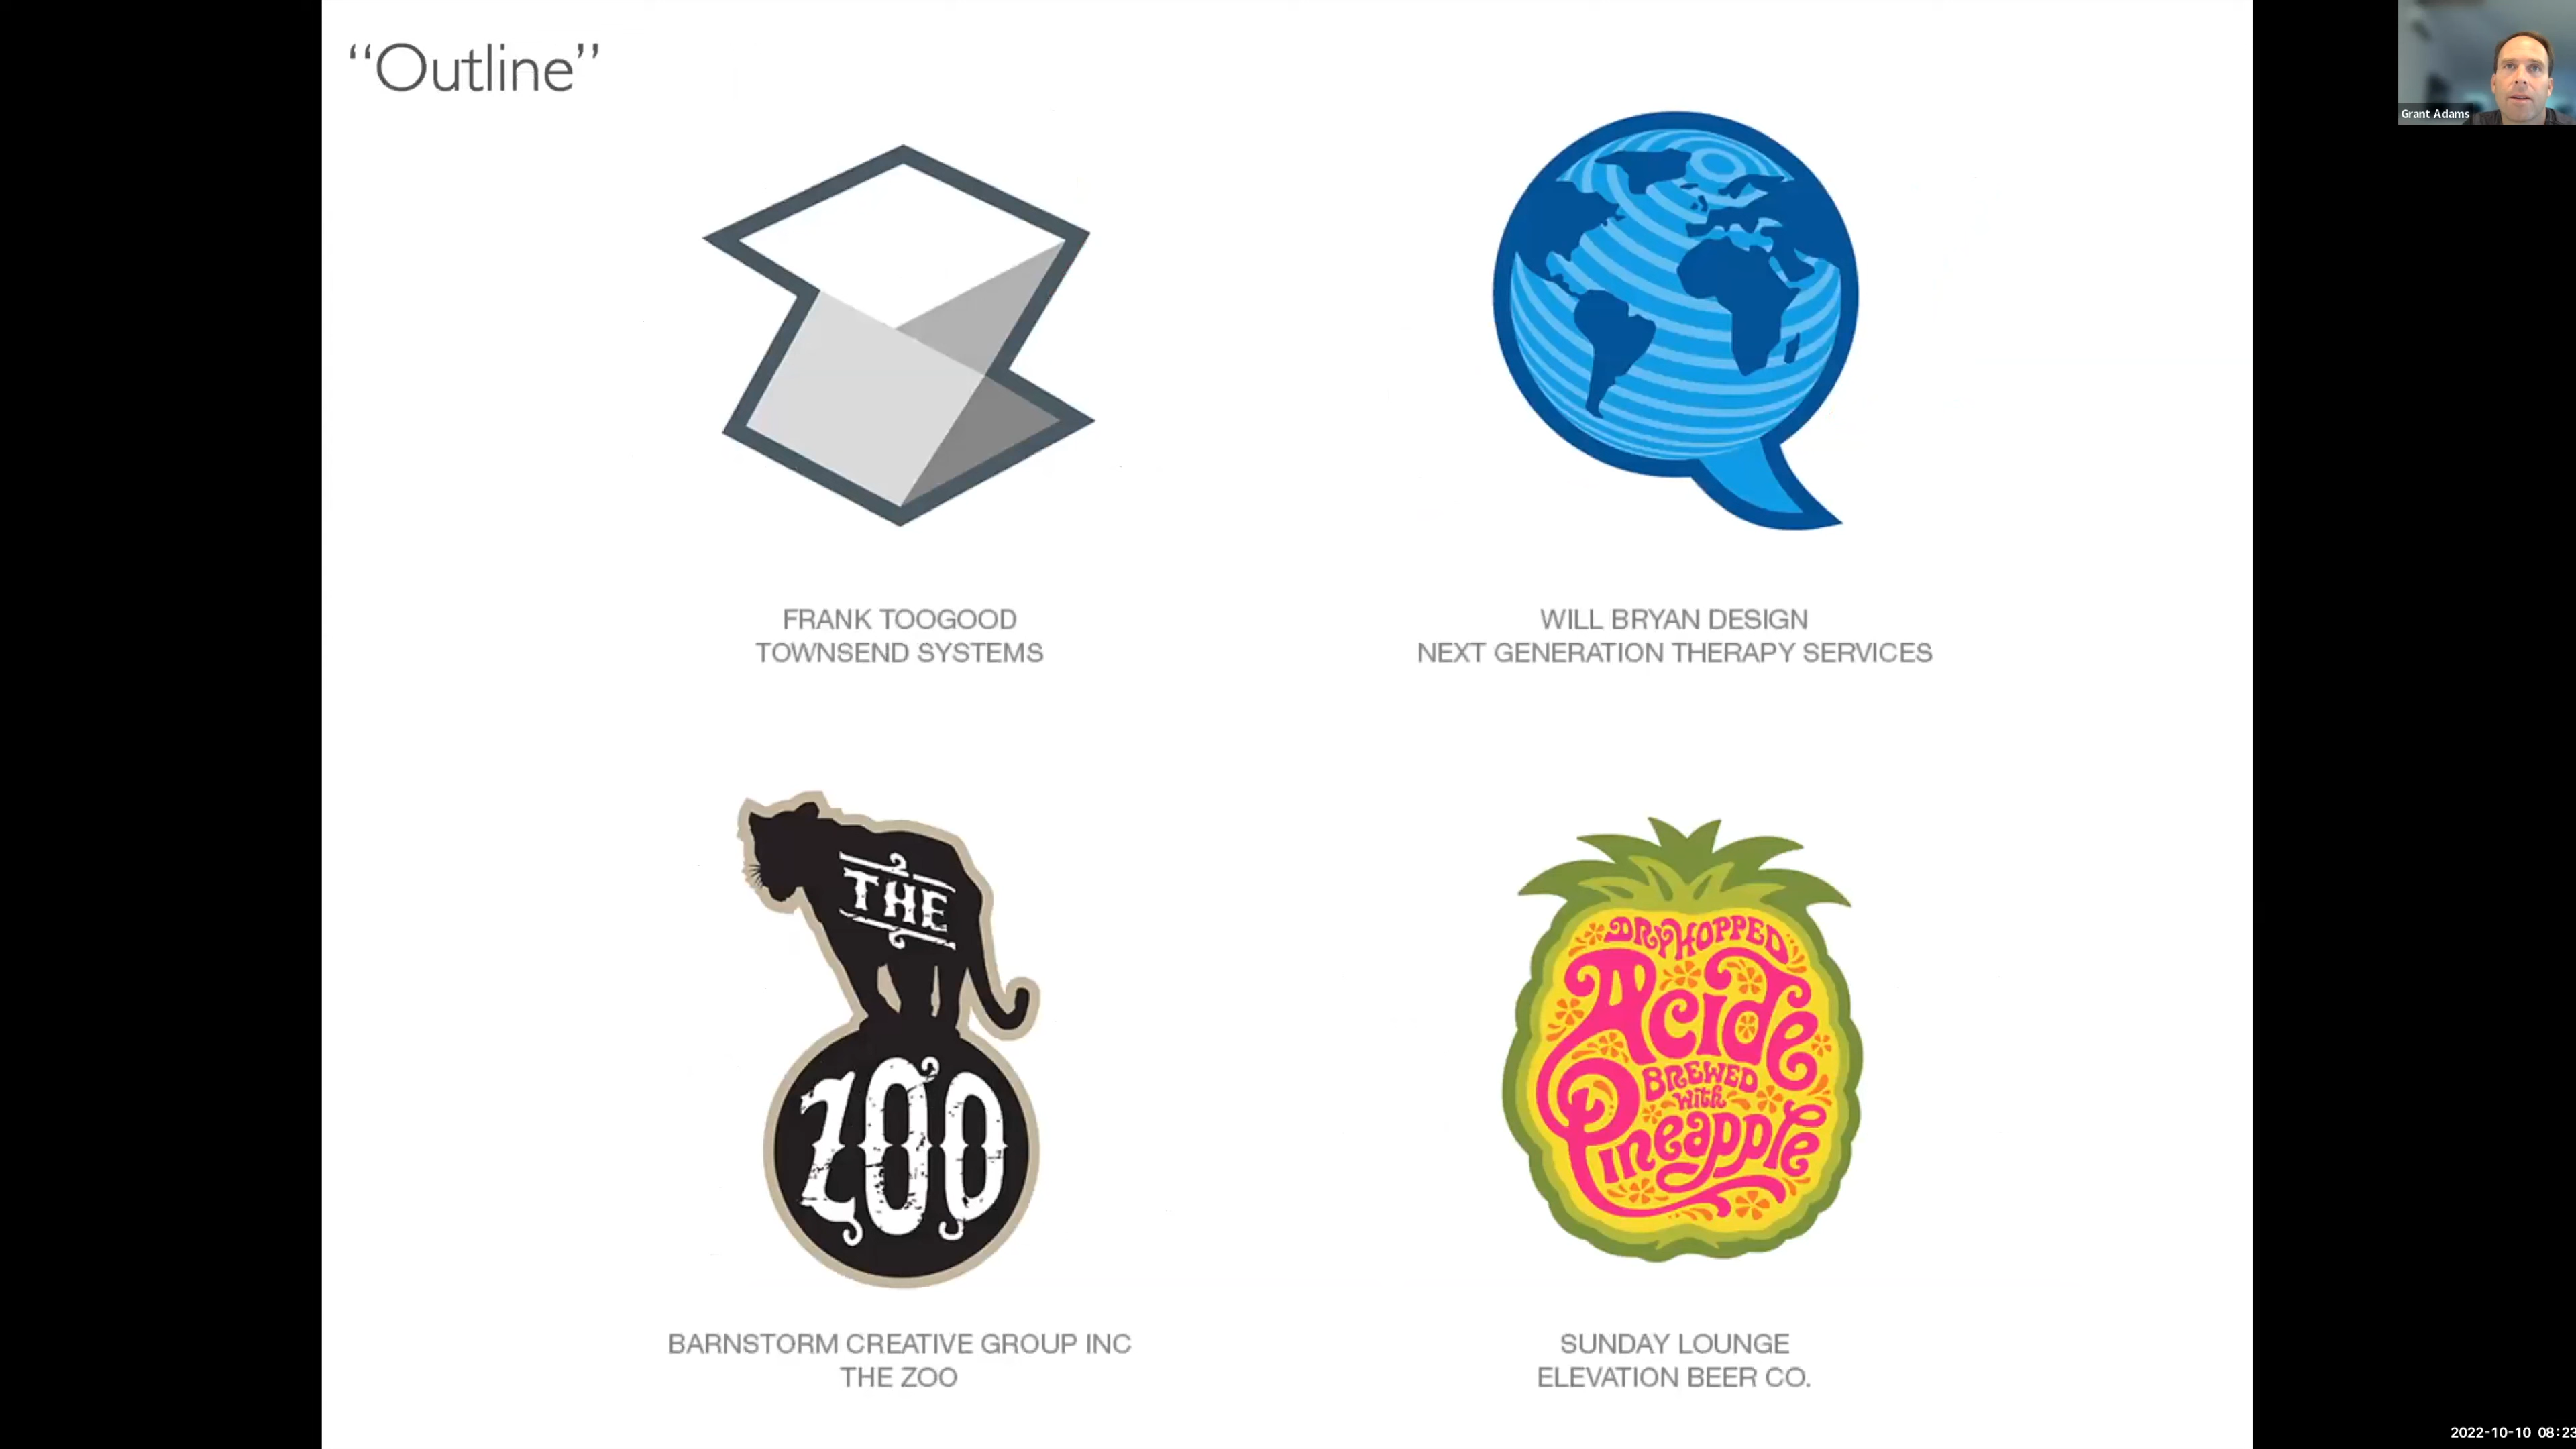 “Outline”
Grant Adams
FRANK TOOGOOD
TOWNSEND SYSTEMS
WILL BRYAN DESIGN
NEXT GENERATION THERAPY SERVICES
THE
ZOO
BARNSTORM CREATIVE GROUP INC
THE ZOO
DRY HOPPED
Acide
BREWED
With
Pineapple
SUNDAY LOUNGE
ELEVATION BEER CO.
2022-10-10 08:23